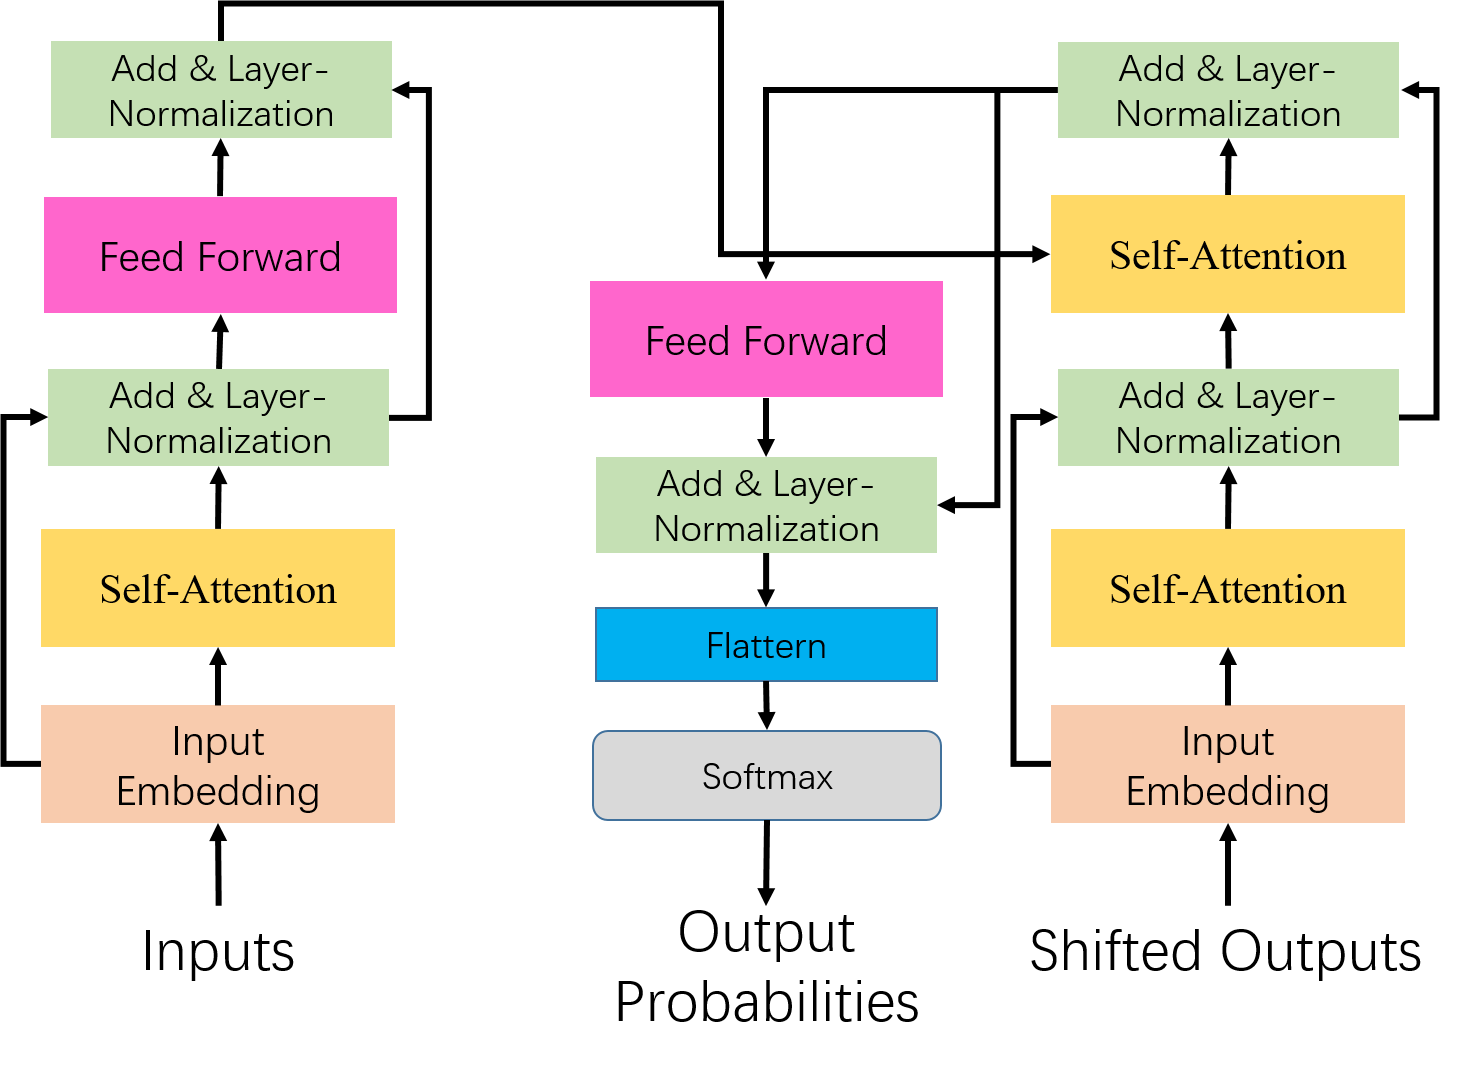 Add & Layer-
Normalization
Feed Forward
Add & Layer-
Normalization
Self-Attention
Input
Embedding
Inputs
Feed Forward
Add & Layer-
Normalization
Flattern
Softmax
Output
Probabilities
Add & Layer-
Normalization
Self-Attention
Add & Layer-
Normalization
Self-Attention
Input
Embedding
Shifted Outputs